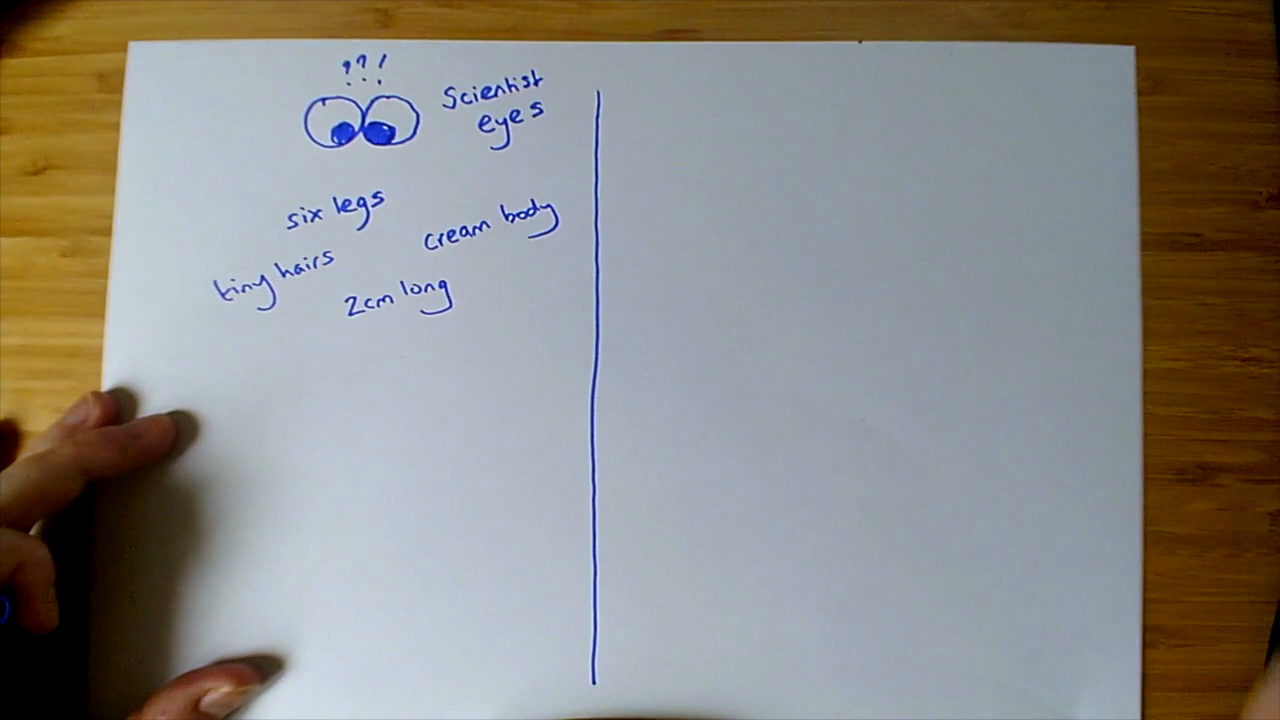 ??!
Scientist
eyes
six legs
cream body
tiny hairs
2cm long